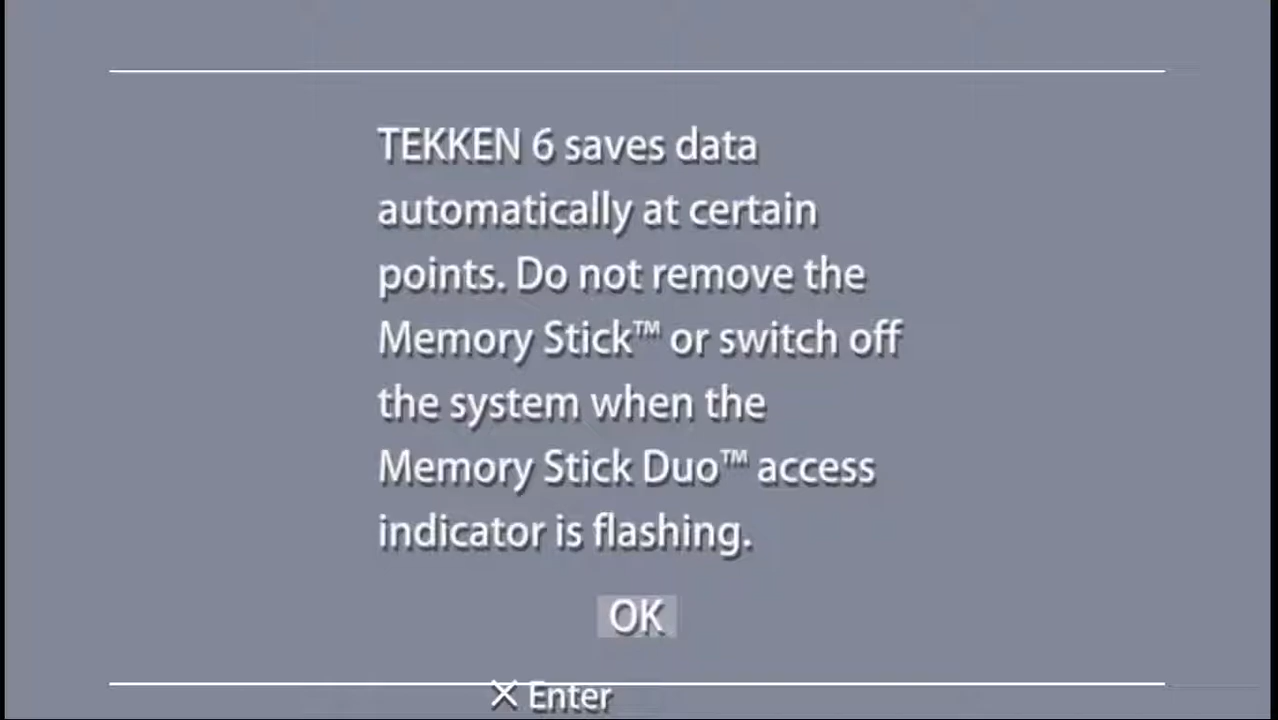 TEKKEN 6 saves data
automatically at certain
points. Do not remove the
Memory Stick™ or switch off
the system when the
Memory Stick Duo™ access
indicator is flashing.
OK
Enter